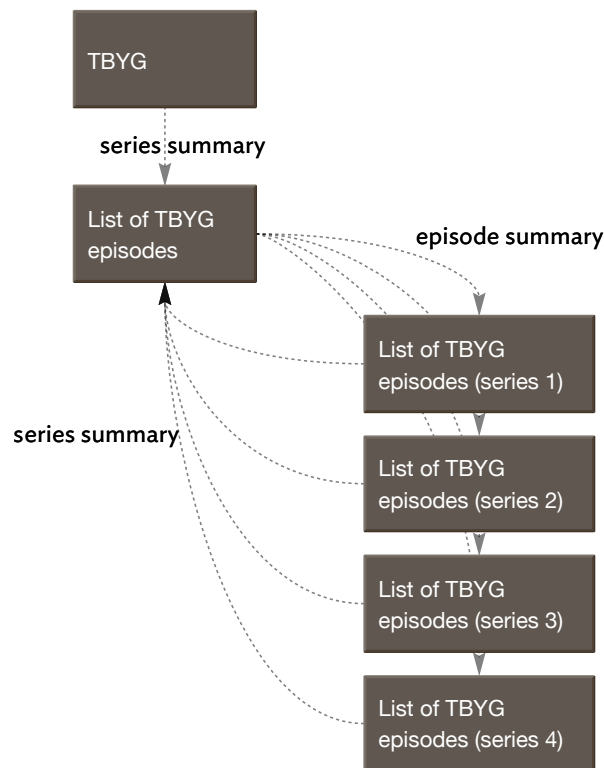 TBYG
series summary
List of TBYG
episodes
episode summary
List of TBYG
episodes (series 1)
series summary
List of TBYG
episodes (series 2)
List of TBYG
episodes (series 3)
List of TBYG
episodes (series 4)